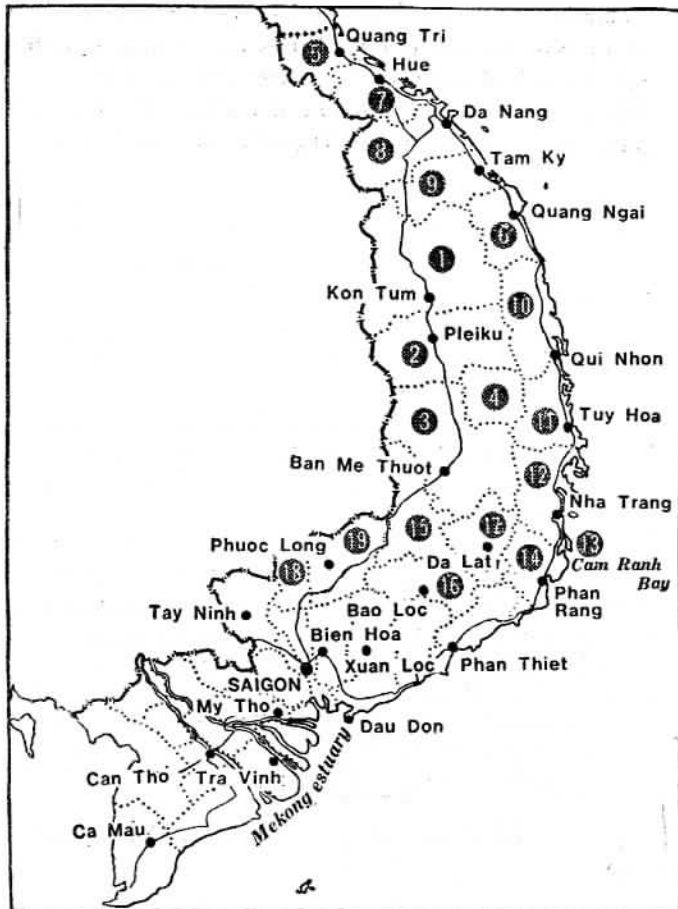 Quang Tri
5
Hue
7
Da Nang
8
Tam Ky
9
Quang Ngai
6
1
Kon Tum
10
Pleiku
2
Qui Nhon
4
3
Tuy Hoa
11
Ban Me Thuot
12
Nha Trang
15
17
19
13
Phuoc Long
Da Lat
14
Cam Ranh
Bay
18
16
Phan
Rang
Tay Ninh
Bao Loc
Bien Hoa
Xuan Loc
Phan Thiet
SAIGON
My Tho
Dau Don
Can Tho
Tra Vinh
Mekong estuary
Ca Mau